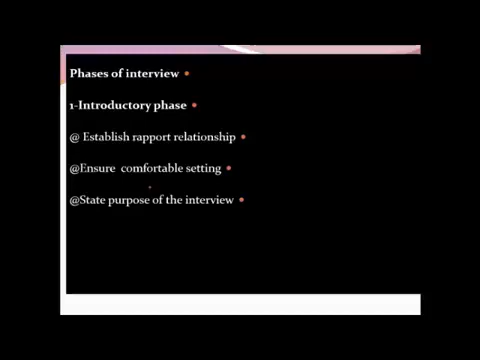 Phases of interview •
1-Introductory phase •
@ Establish rapport relationship •
@Ensure comfortable setting •
@State purpose of the interview •